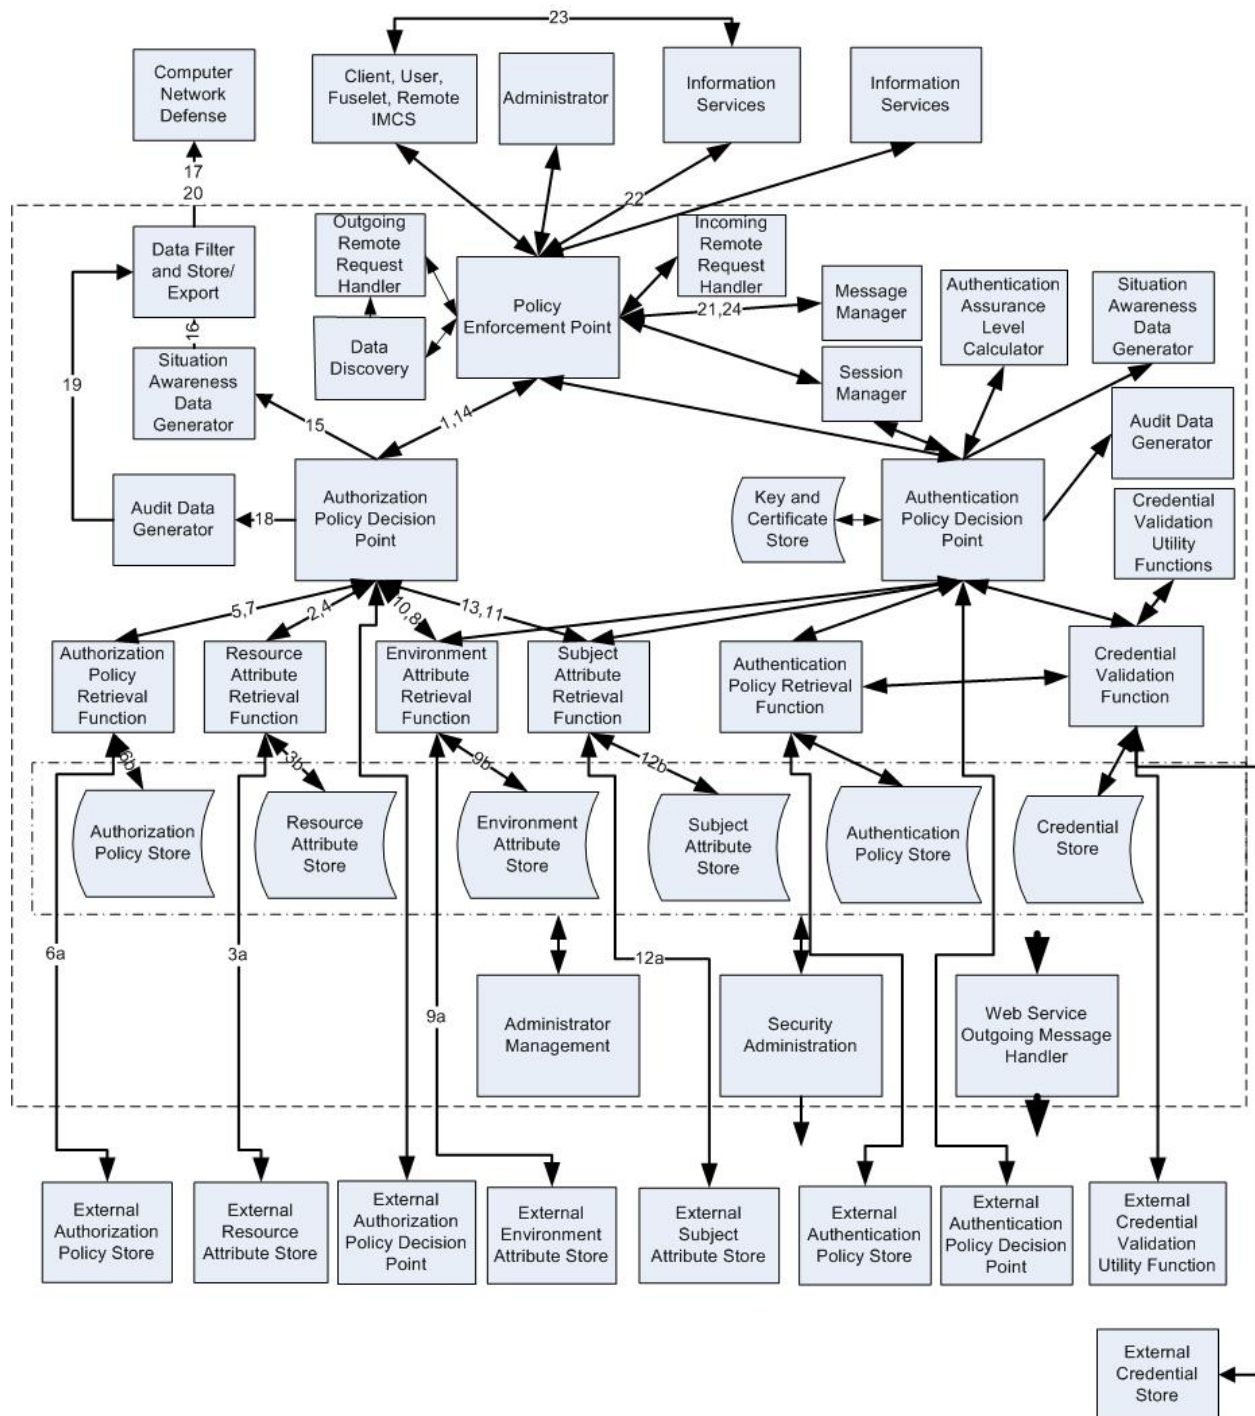 23
Computer
Network
Defense
Client, User,
Fuselet, Remote
IMCS
Administrator
Information
Services
Information
Services
17
20
22
Data Filter
and Store/
Export
Outgoing
Remote
Request
Handler
Incoming
Remote
Request
Handler
Policy
Enforcement Point
21,24
Message
Manager
Authentication
Assurance
Level
Calculator
Situation
Awareness
Data
Generator
16
Data
Discovery
19
Situation
Awareness
Data
Generator
Session
Manager
15
1,14
Audit Data
Generator
Audit Data
Generator
18
Authorization
Policy Decision
Point
Key and
Certificate
Store
Authentication
Policy Decision
Point
Credential
Validation
Utility
Functions
5,7
2,4
10,8
13,11
Authorization
Policy
Retrieval
Function
Resource
Attribute
Retrieval
Function
Environment
Attribute
Retrieval
Function
Subject
Attribute
Retrieval
Function
Authentication
Policy Retrieval
Function
Credential
Validation
Function
6b
3b
9b
12b
Authorization
Policy Store
Resource
Attribute
Store
Environment
Attribute
Store
Subject
Attribute
Store
Authentication
Policy Store
Credential
Store
6a
3a
12a
9a
Administrator
Management
Security
Administration
Web Service
Outgoing Message
Handler
External
Authorization
Policy Store
External
Resource
Attribute Store
External
Authorization
Policy Decision
Point
External
Environment
Attribute Store
External
Subject
Attribute Store
External
Authentication
Policy Store
External
Authentication
Policy Decision
Point
External
Credential
Validation
Utility Function
External
Credential
Store